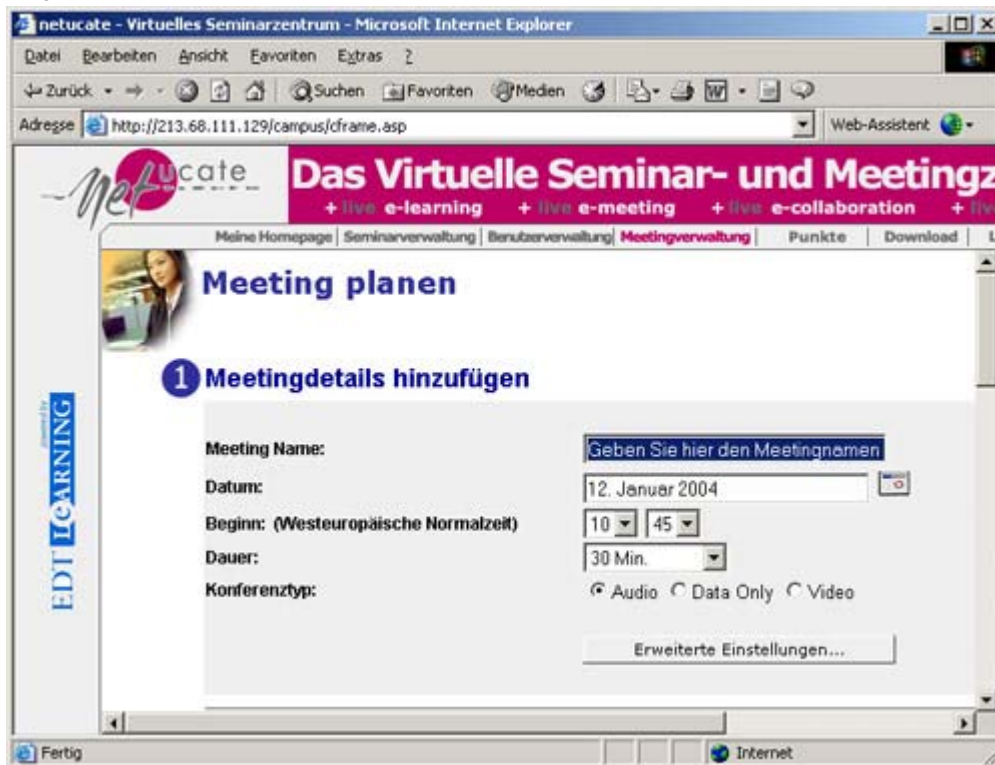 netucate - Virtuelles Seminarzentrum - Microsoft Internet Explorer
Datei Bearbeiten Ansicht Favoriten Extras ?
Zurück Suchen Favoriten Medien
Adresse http://213.68.111.129/campus/cframe.asp Web-Assistent
netucate Das Virtuelle Seminar- und Meetingz
+ live e-learning + live e-meeting + live e-collaboration + live
Meine Homepage | Seminarverwaltung | Benutzerverwaltung | Meetingverwaltung | Punkte | Download | L
Meeting planen
1 Meetingdetails hinzufügen
Meeting Name: Geben Sie hier den Meetingnamen
Datum: 12. Januar 2004
Beginn: (Westeuropäische Normalzeit) 10 45
Dauer: 30 Min.
Konferenztyp: Audio Data Only Video
Erweiterte Einstellungen...
powered by
EDT LEARNING
Fertig Internet